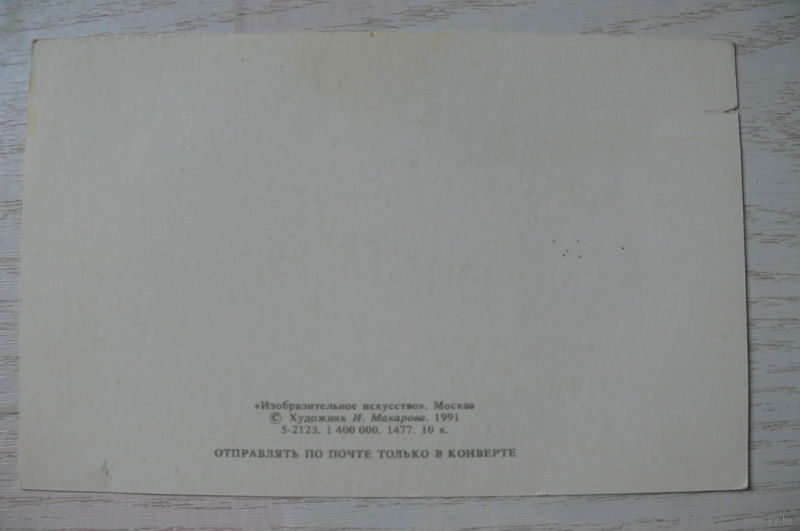 «Изобразительное искусство». Москва
© Художник И. Макарова. 1991
5-2123. 1 400 000. 1477. 10 к.
ОТПРАВЛЯТЬ ПО ПОЧТЕ ТОЛЬКО В КОНВЕРТЕ